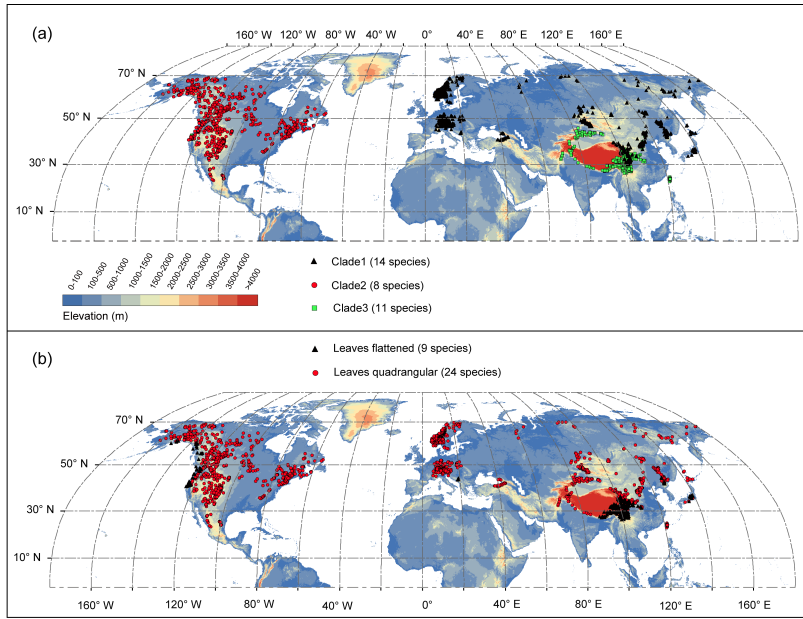 (a)
160° W 120° W 80° W 40° W 0° 40° E 80° E 120° E 160° E
70° N
50° N
30° N
10° N
0-100 100-500 500-1000 1000-1500 1500-2000 2000-2500 2500-3000 3000-3500 3500-4000 >4000
Elevation (m)
Clade1 (14 species)
Clade2 (8 species)
Clade3 (11 species)
(b)
Leaves flattened (9 species)
Leaves quadrangular (24 species)
70° N
50° N
30° N
10° N
160° W 120° W 80° W 40° W 0° 40° E 80° E 120° E 160° E